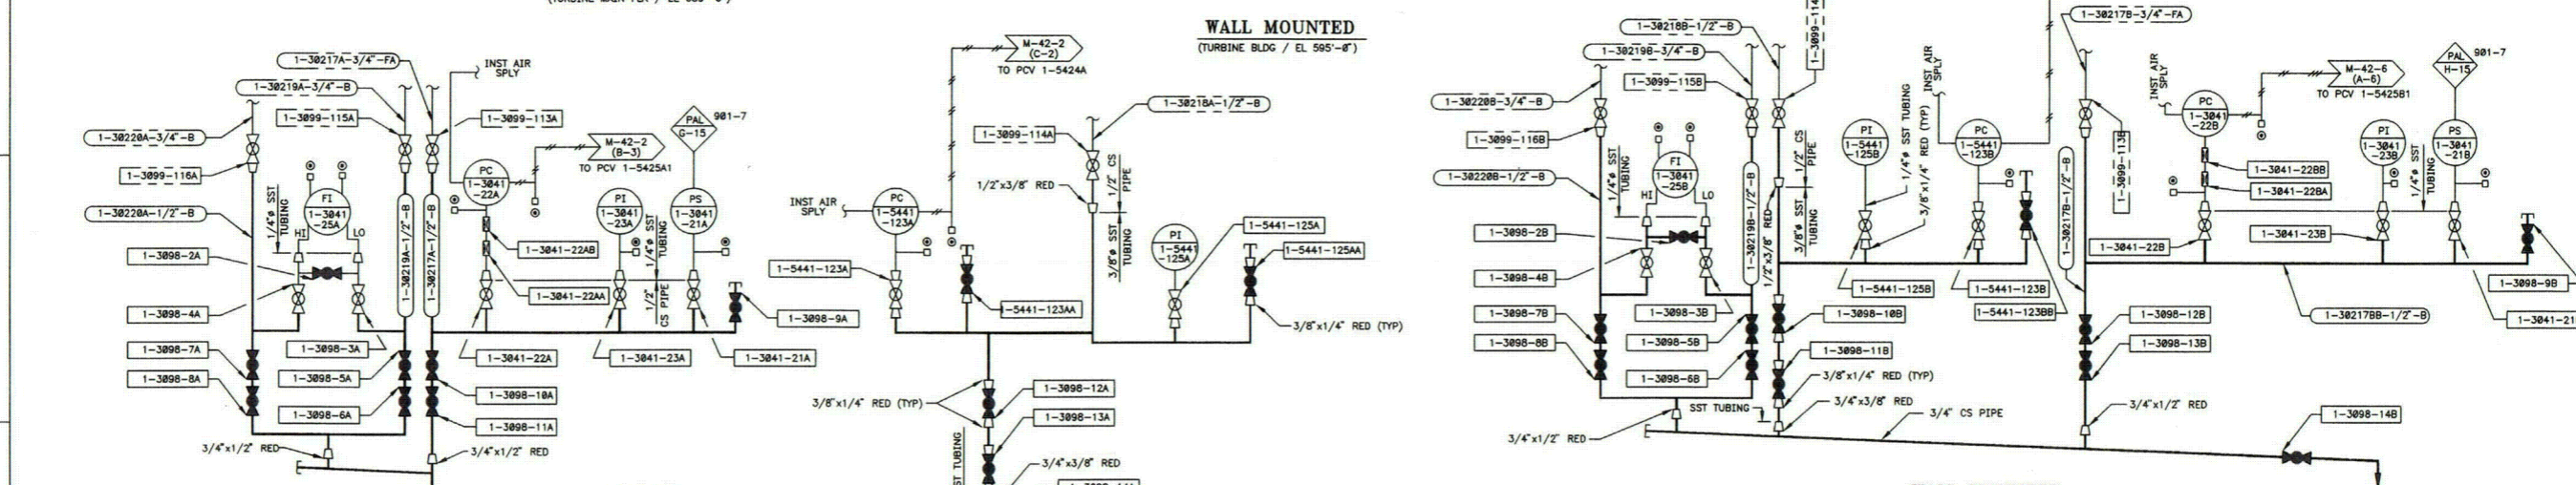 WALL MOUNTED
(TURBINE BLDG / EL 595'-0")
1-30217A-3/4"-FA
1-30219A-3/4"-B
1-30220A-3/4"-B
1-3099-115A
1-3099-113A
1-3099-116A
1-30220A-1/2"-B
INST AIR
SPLY
M-42-2
(B-3)
TO PCV 1-5425A1
PAL
G-15
901-7
1/4"ø SST
TUBING
FI
1-3041
-25A
HI
LO
1-30219A-1/2"-B
1-30217A-1/2"-B
PC
1-3041
-22A
PI
1-3041
-23A
PS
1-3041
-21A
1/4"ø SST
TUBING
1/2"
CS PIPE
1-3098-2A
1-3041-22AB
1-3041-22AA
1-3098-4A
1-3098-9A
1-3098-7A
1-3098-3A
1-3041-22A
1-3041-23A
1-3041-21A
1-3098-8A
1-3098-5A
1-3098-10A
1-3098-6A
1-3098-11A
3/4"x1/2" RED
3/4"x1/2" RED
M-42-2
(C-2)
TO PCV 1-5424A
1-30218A-1/2"-B
1-3099-114A
1/2"x3/8" RED
1/2" CS
PIPE
3/8"ø SST
TUBING
INST AIR
SPLY
PC
1-5441
-123A
PI
1-5441
-125A
1-5441-125A
1-5441-125AA
1-5441-123A
1-5441-123AA
3/8"x1/4" RED (TYP)
3/8"x1/4" RED (TYP)
1-3098-12A
1-3098-13A
3/4"x3/8" RED
1-30218B-1/2"-B
1-30219B-3/4"-B
1-3099-115B
1-30220B-3/4"-B
1-3099-116B
1-30220B-1/2"-B
1/4"ø SST
TUBING
FI
1-3041
-25B
HI
LO
1-30219B-1/2"-B
1/2"x3/8" RED
1/2" CS
PIPE
3/8"ø SST
TUBING
PI
1-5441
-125B
1/4"ø SST TUBING
3/8"x1/4" RED (TYP)
INST AIR
SPLY
PC
1-5441
-123B
1-30217B-3/4"-FA
1-3099-113B
1-30217B-1/2"-B
INST AIR
SPLY
PC
1-3041
-22B
M-42-6
(A-6)
TO PCV 1-5425B1
PAL
H-15
901-7
1-3041-22BB
1-3041-22BA
PI
1-3041
-23B
1/4"ø SST
TUBING
PS
1-3041
-21B
1-3098-2B
1-3041-22B
1-3041-23B
1-3098-4B
1-5441-125B
1-5441-123B
1-3098-9B
1-3098-7B
1-3098-3B
1-3098-10B
1-5441-123BB
1-3098-12B
1-30217BB-1/2"-B
1-3098-8B
1-3098-5B
1-3098-11B
1-3098-13B
1-3098-6B
3/8"x1/4" RED (TYP)
SST TUBING
3/4"x3/8" RED
3/4" CS PIPE
3/4"x1/2" RED
1-3098-14B
3/4"x1/2" RED